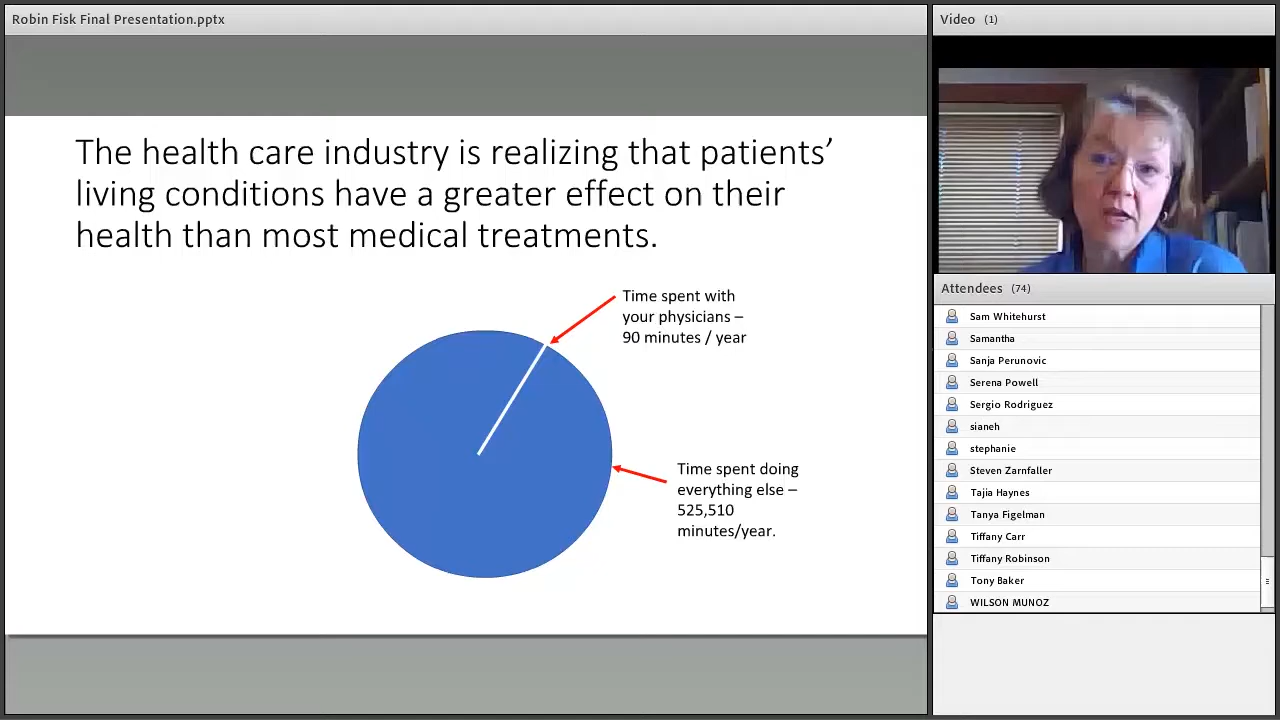 Robin Fisk Final Presentation.pptx
The health care industry is realizing that patients’
living conditions have a greater effect on their
health than most medical treatments.
Time spent with
your physicians –
90 minutes / year
Time spent doing
everything else –
525,510
minutes/year.
Video (1)
Attendees (74)
Sam Whitehurst
Samantha
Sanja Perunovic
Serena Powell
Sergio Rodriguez
sianeh
stephanie
Steven Zarnfaller
Tajia Haynes
Tanya Figelman
Tiffany Carr
Tiffany Robinson
Tony Baker
WILSON MUNOZ